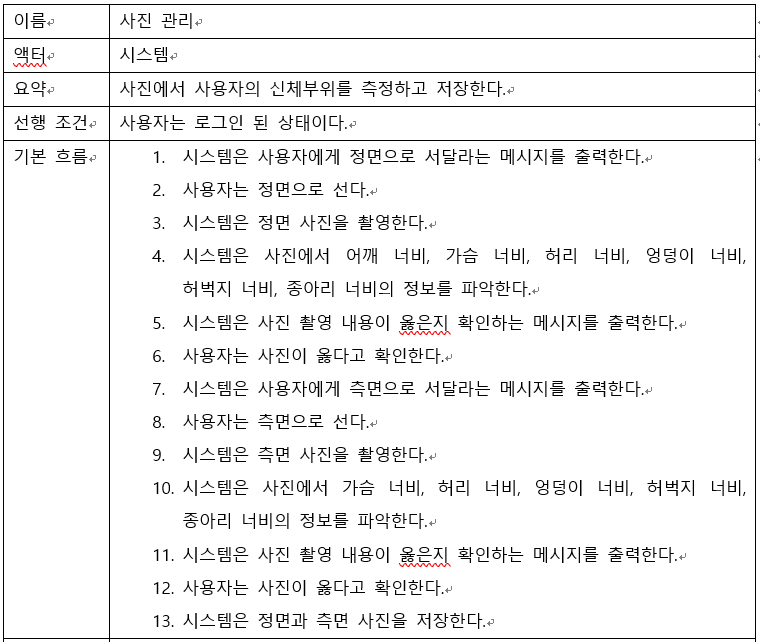 이름 사진 관리
액터 시스템
요약 사진에서 사용자의 신체부위를 측정하고 저장한다.
선행 조건 사용자는 로그인 된 상태이다.
기본 흐름 1. 시스템은 사용자에게 정면으로 서달라는 메시지를 출력한다.
2. 사용자는 정면으로 선다.
3. 시스템은 정면 사진을 촬영한다.
4. 시스템은 사진에서 어깨 너비, 가슴 너비, 허리 너비, 엉덩이 너비,
허벅지 너비, 종아리 너비의 정보를 파악한다.
5. 시스템은 사진 촬영 내용이 옳은지 확인하는 메시지를 출력한다.
6. 사용자는 사진이 옳다고 확인한다.
7. 시스템은 사용자에게 측면으로 서달라는 메시지를 출력한다.
8. 사용자는 측면으로 선다.
9. 시스템은 측면 사진을 촬영한다.
10. 시스템은 사진에서 가슴 너비, 허리 너비, 엉덩이 너비, 허벅지 너비,
종아리 너비의 정보를 파악한다.
11. 시스템은 사진 촬영 내용이 옳은지 확인하는 메시지를 출력한다.
12. 사용자는 사진이 옳다고 확인한다.
13. 시스템은 정면과 측면 사진을 저장한다.